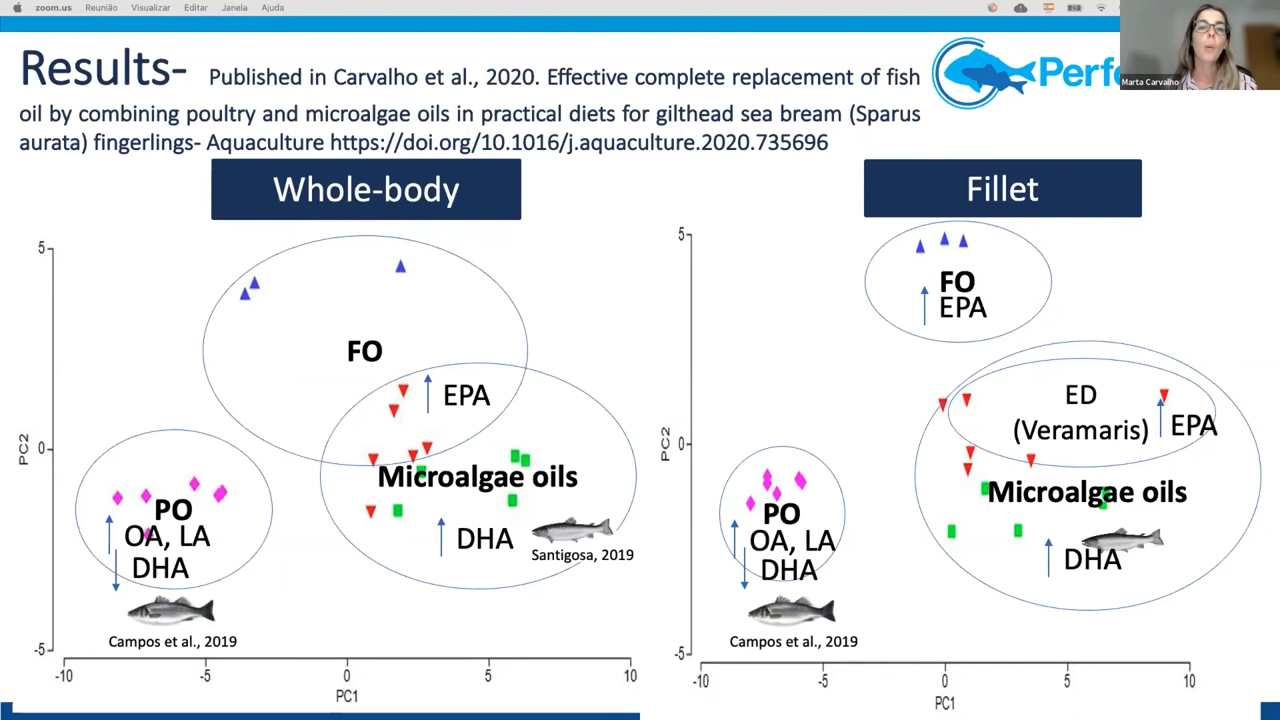 zoom.us Reunião Visualizar Editar Janela Ajuda
Results- Published in Carvalho et al., 2020. Effective complete replacement of fish
oil by combining poultry and microalgae oils in practical diets for gilthead sea bream (Sparus
aurata) fingerlings- Aquaculture https://doi.org/10.1016/j.aquaculture.2020.735696
Marta Carvalho
Whole-body
5
0
-5
PC2
FO
EPA
Microalgae oils
DHA
Santigosa, 2019
PO
OA, LA
DHA
Campos et al., 2019
-10 -5 0 5 10
PC1
Fillet
5
0
-5
PC2
FO
EPA
ED
(Veramaris)
EPA
Microalgae oils
DHA
PO
OA, LA
DHA
Campos et al., 2019
-10 -5 0 5 10
PC1